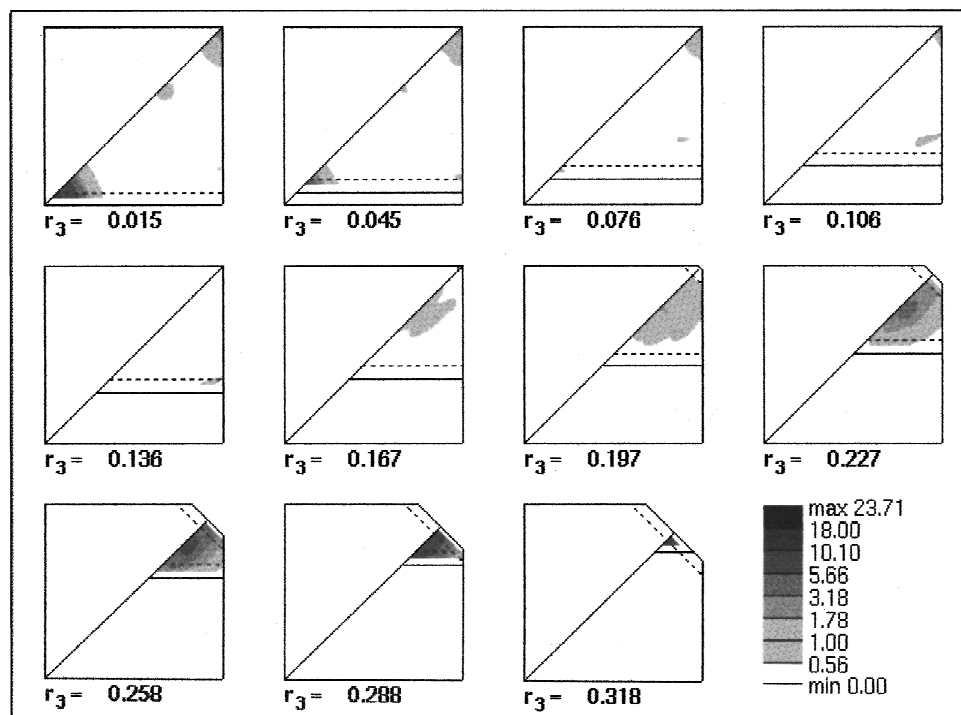 r3 = 0.015
r3 = 0.045
r3 = 0.076
r3 = 0.106
r3 = 0.136
r3 = 0.167
r3 = 0.197
r3 = 0.227
r3 = 0.258
r3 = 0.288
r3 = 0.318
max 23.71
18.00
10.10
5.66
3.18
1.78
1.00
0.56
min 0.00